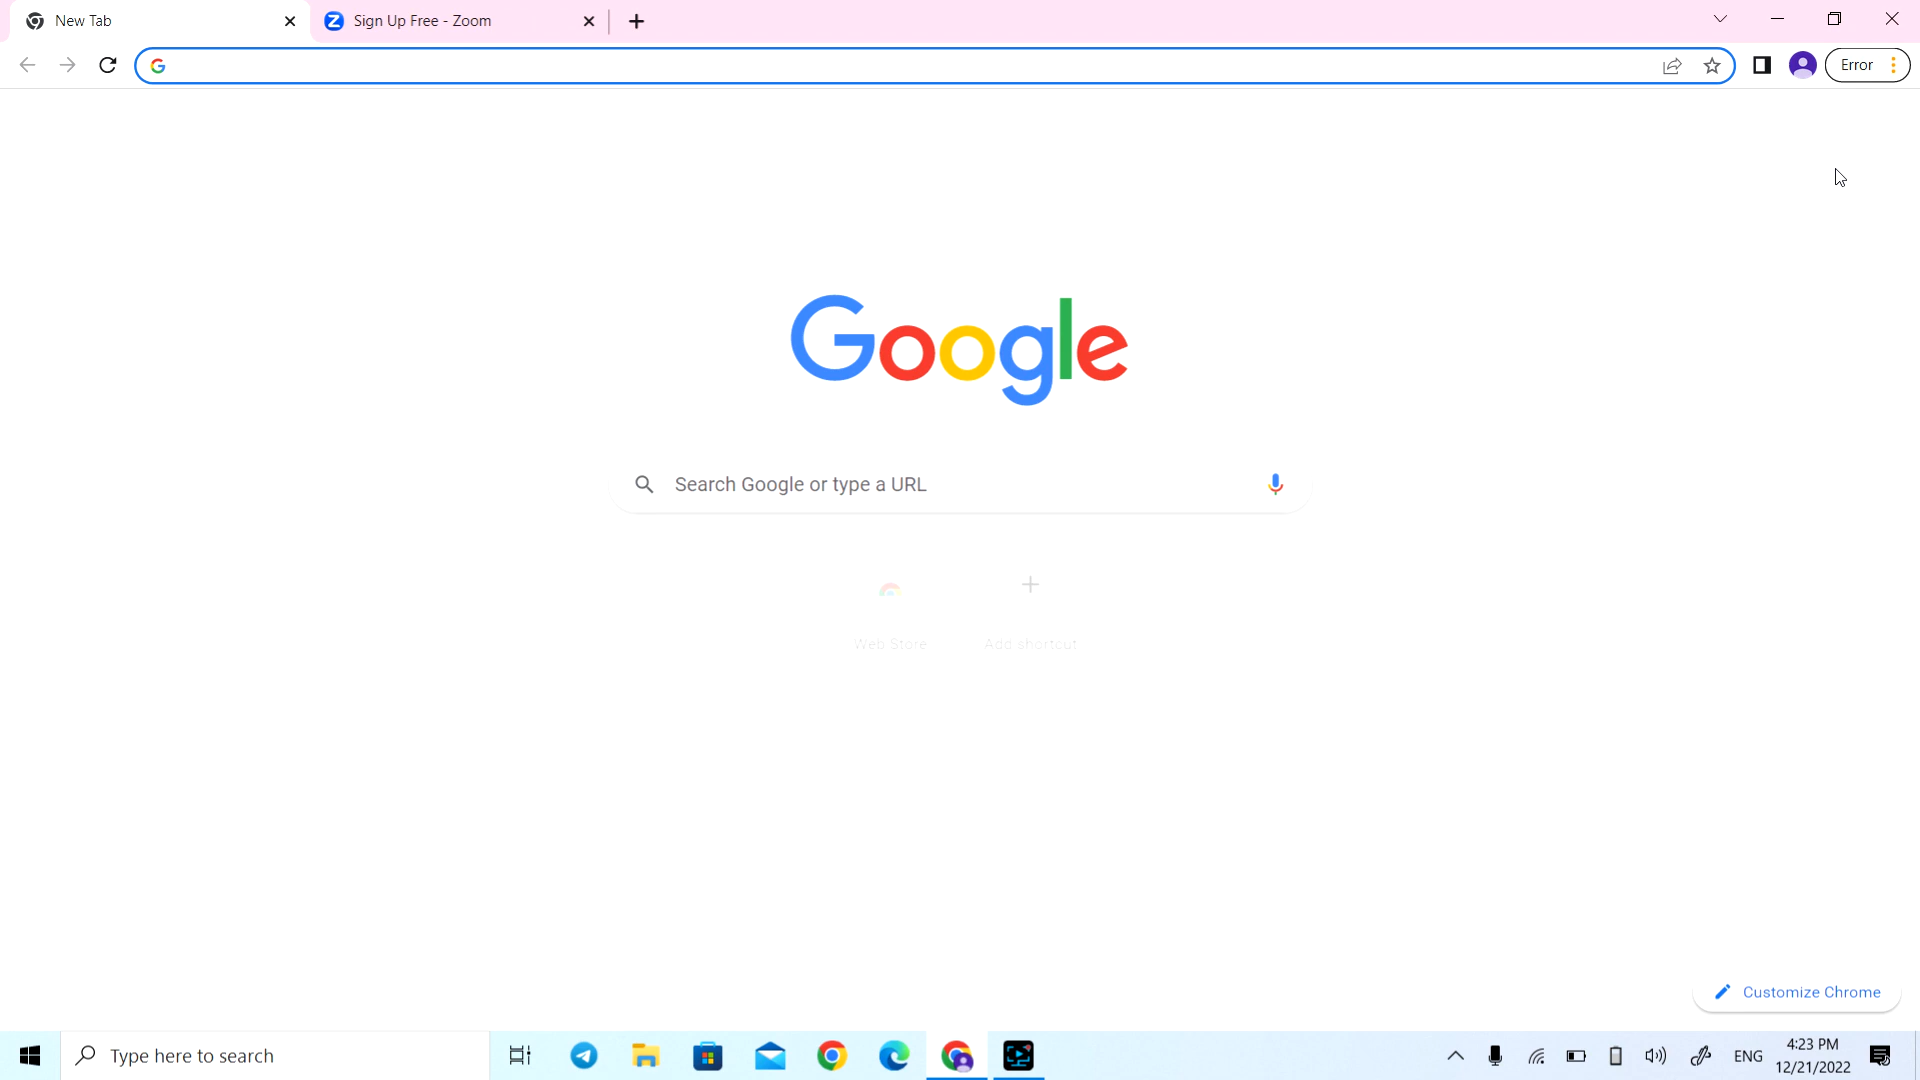 New Tab
Sign Up Free - Zoom
Error
Google
Search Google or type a URL
Web Store
Add shortcut
Customize Chrome
Type here to search
ENG
4:23 PM
12/21/2022